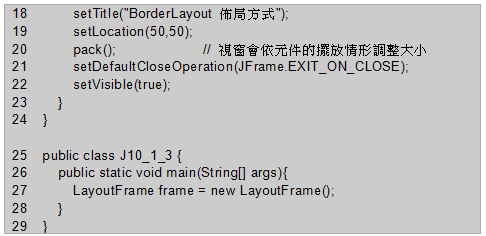 18 setTitle("BorderLayout 佈局方式");
19 setLocation(50,50);
20 pack(); // 視窗會依元件的擺放情形調整大小
21 setDefaultCloseOperation(JFrame.EXIT_ON_CLOSE);
22 setVisible(true);
23 }
24 }
25 public class J10_1_3 {
26 public static void main(String[] args){
27 LayoutFrame frame = new LayoutFrame();
28 }
29 }